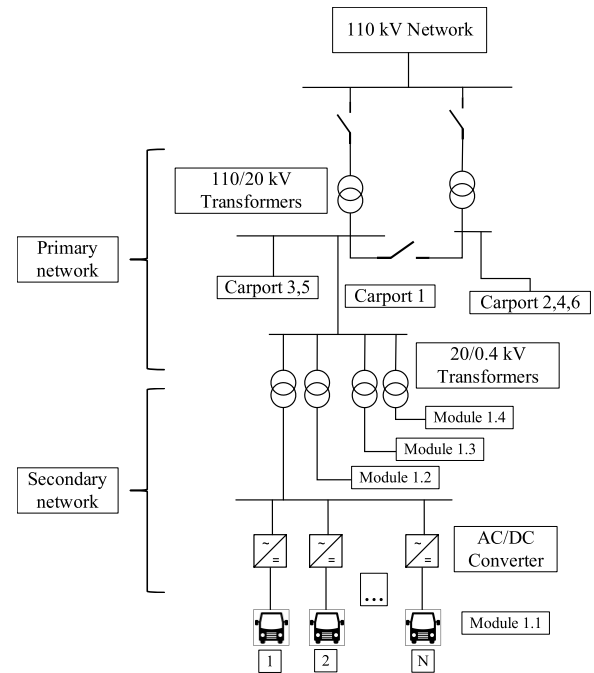 110 kV Network
110/20 kV
Transformers
Primary
network
Carport 3,5
Carport 1
Carport 2,4,6
20/0.4 kV
Transformers
Module 1.4
Module 1.3
Module 1.2
Secondary
network
~
=
~
=
~
=
AC/DC
Converter
...
Module 1.1
1
2
N